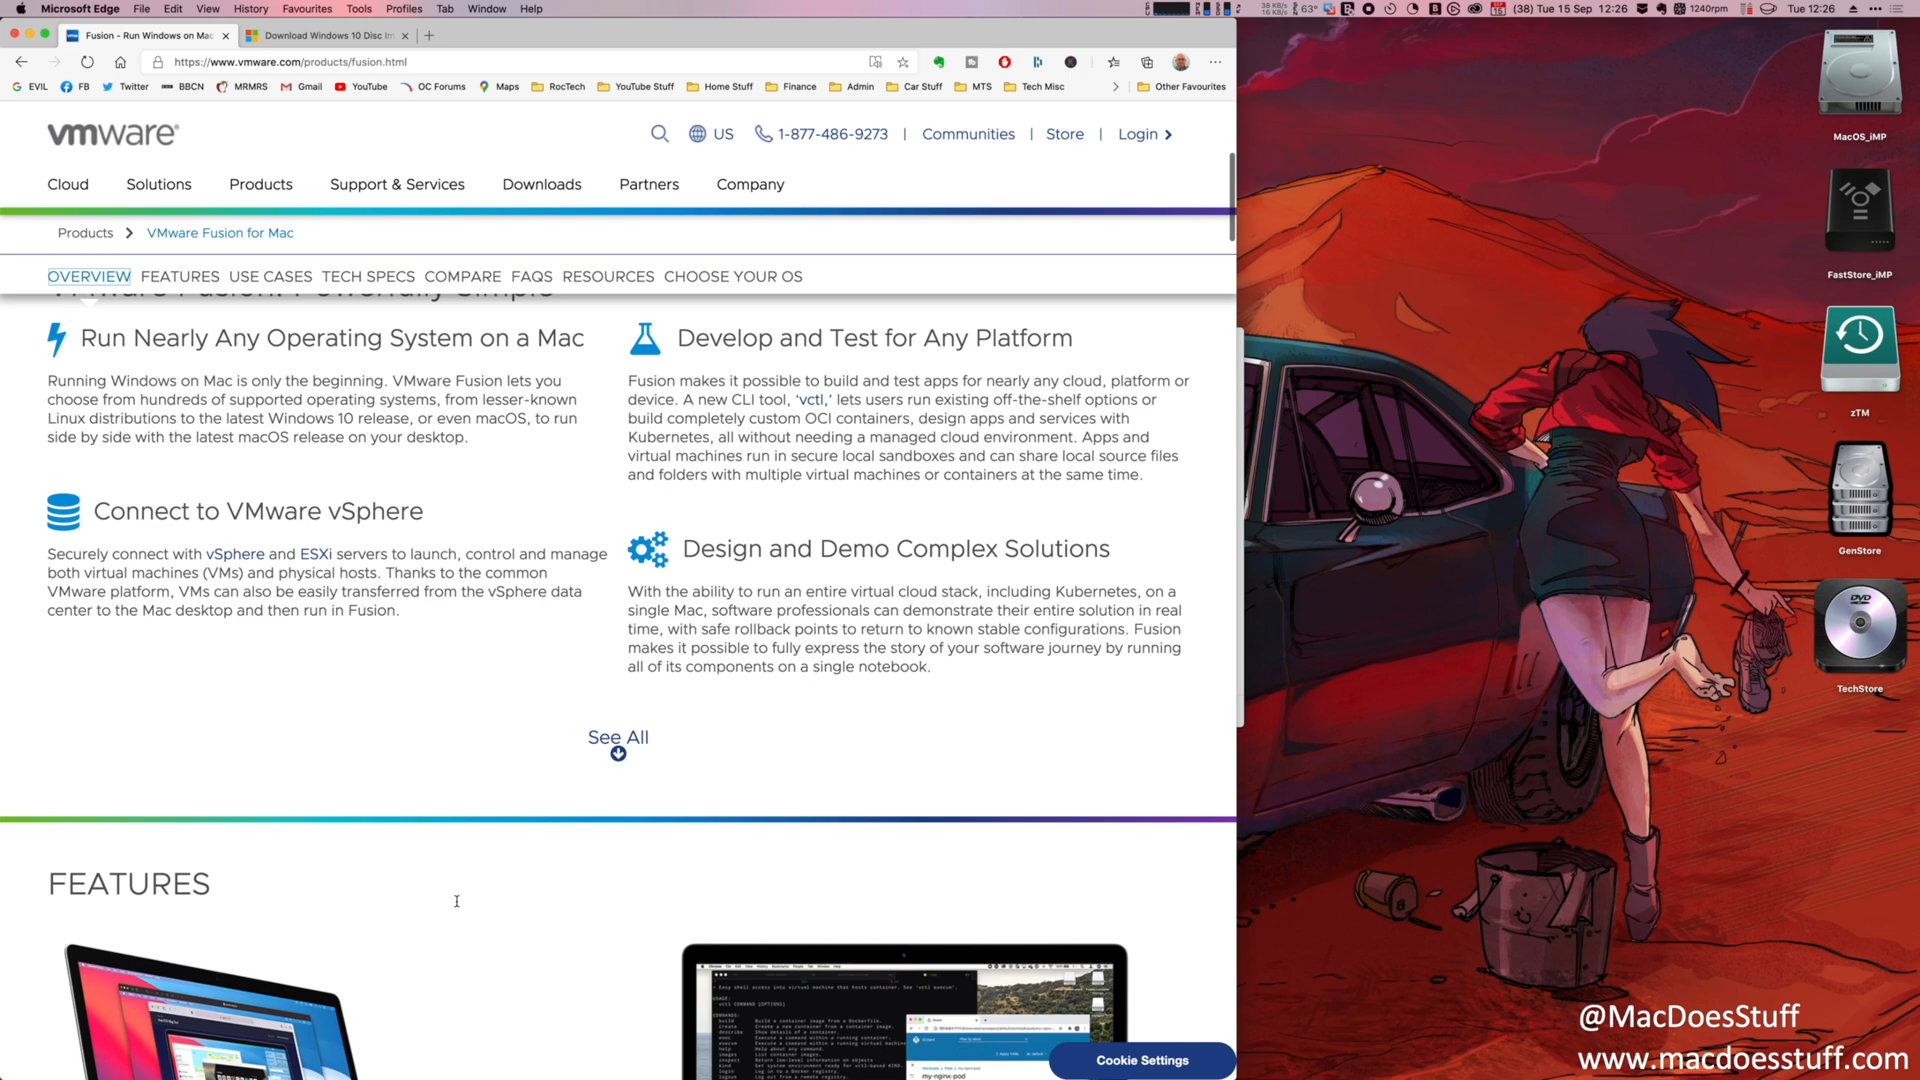 Microsoft Edge File Edit View History Favourites Tools Profiles Tab Window Help
38 KB/s
16 KB/s
63° (38) Tue 15 Sep 12:26 1240rpm Tue 12:26
Fusion - Run Windows on Mac
Download Windows 10 Disc Im
https://www.vmware.com/products/fusion.html
EVIL FB Twitter BBCN MRMRS Gmail YouTube OC Forums Maps RocTech YouTube Stuff Home Stuff Finance Admin Car Stuff MTS Tech Misc Other Favourites
vmware®
US 1-877-486-9273 | Communities | Store | Login
Cloud Solutions Products Support & Services Downloads Partners Company
Products VMware Fusion for Mac
OVERVIEW FEATURES USE CASES TECH SPECS COMPARE FAQS RESOURCES CHOOSE YOUR OS
VMware Fusion: Powerfully Simple
Run Nearly Any Operating System on a Mac
Running Windows on Mac is only the beginning. VMware Fusion lets you
choose from hundreds of supported operating systems, from lesser-known
Linux distributions to the latest Windows 10 release, or even macOS, to run
side by side with the latest macOS release on your desktop.
Develop and Test for Any Platform
Fusion makes it possible to build and test apps for nearly any cloud, platform or
device. A new CLI tool, ‘vctl,’ lets users run existing off-the-shelf options or
build completely custom OCI containers, design apps and services with
Kubernetes, all without needing a managed cloud environment. Apps and
virtual machines run in secure local sandboxes and can share local source files
and folders with multiple virtual machines or containers at the same time.
Connect to VMware vSphere
Securely connect with vSphere and ESXi servers to launch, control and manage
both virtual machines (VMs) and physical hosts. Thanks to the common
VMware platform, VMs can also be easily transferred from the vSphere data
center to the Mac desktop and then run in Fusion.
Design and Demo Complex Solutions
With the ability to run an entire virtual cloud stack, including Kubernetes, on a
single Mac, software professionals can demonstrate their entire solution in real
time, with safe rollback points to return to known stable configurations. Fusion
makes it possible to fully express the story of your software journey by running
all of its components on a single notebook.
See All
FEATURES
my-nginx-pod
Cookie Settings
MacOS_iMP
FastStore_iMP
zTM
GenStore
DVD
TechStore
@MacDoesStuff
www.macdoesstuff.com